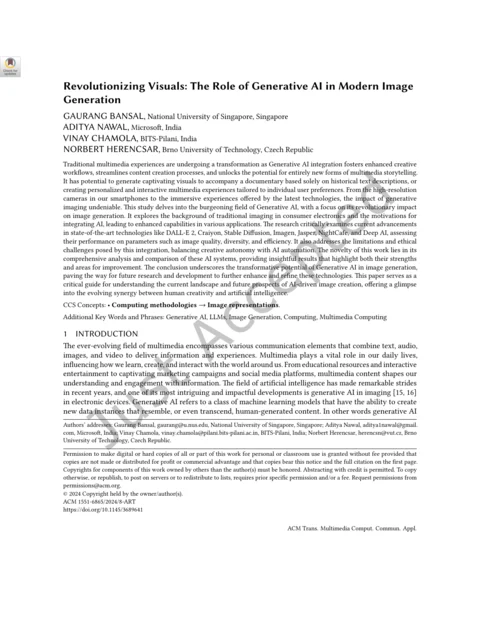 Check for updates
Revolutionizing Visuals: The Role of Generative AI in Modern Image
Generation
GAURANG BANSAL, National University of Singapore, Singapore
ADITYA NAWAL, Microsoft, India
VINAY CHAMOLA, BITS-Pilani, India
NORBERT HERENCSAR, Brno University of Technology, Czech Republic
Traditional multimedia experiences are undergoing a transformation as Generative AI integration fosters enhanced creative
workflows, streamlines content creation processes, and unlocks the potential for entirely new forms of multimedia storytelling.
It has potential to generate captivating visuals to accompany a documentary based solely on historical text descriptions, or
creating personalized and interactive multimedia experiences tailored to individual user preferences. From the high-resolution
cameras in our smartphones to the immersive experiences offered by the latest technologies, the impact of generative
imaging undeniable. This study delves into the burgeoning field of Generative AI, with a focus on its revolutionary impact
on image generation. It explores the background of traditional imaging in consumer electronics and the motivations for
integrating AI, leading to enhanced capabilities in various applications. The research critically examines current advancements
in state-of-the-art technologies like DALL-E 2, Craiyon, Stable Diffusion, Imagen, Jasper, NightCafe, and Deep AI, assessing
their performance on parameters such as image quality, diversity, and efficiency. It also addresses the limitations and ethical
challenges posed by this integration, balancing creative autonomy with AI automation. The novelty of this work lies in its
comprehensive analysis and comparison of these AI systems, providing insightful results that highlight both their strengths
and areas for improvement. The conclusion underscores the transformative potential of Generative AI in image generation,
paving the way for future research and development to further enhance and refine these technologies. This paper serves as a
critical guide for understanding the current landscape and future prospects of AI-driven image creation, offering a glimpse
into the evolving synergy between human creativity and artificial intelligence.
CCS Concepts: • Computing methodologies → Image representations.
Additional Key Words and Phrases: Generative AI, LLMs, Image Generation, Computing, Multimedia Computing
1 INTRODUCTION
The ever-evolving field of multimedia encompasses various communication elements that combine text, audio,
images, and video to deliver information and experiences. Multimedia plays a vital role in our daily lives,
influencing how we learn, create, and interact with the world around us. From educational resources and interactive
entertainment to captivating marketing campaigns and social media platforms, multimedia content shapes our
understanding and engagement with information. The field of artificial intelligence has made remarkable strides
in recent years, and one of its most intriguing and impactful developments is generative AI in imaging [15, 16]
in electronic devices. Generative AI refers to a class of machine learning models that have the ability to create
new data instances that resemble, or even transcend, human-generated content. In other words generative AI
Authors' addresses: Gaurang Bansal, gaurang@u.nus.edu, National University of Singapore, Singapore; Aditya Nawal, aditya1nawal@gmail.
com, Microsoft, India; Vinay Chamola, vinay.chamola@pilani.bits-pilani.ac.in, BITS-Pilani, India; Norbert Herencsar, herencsn@vut.cz, Brno
University of Technology, Czech Republic.
Permission to make digital or hard copies of all or part of this work for personal or classroom use is granted without fee provided that
copies are not made or distributed for profit or commercial advantage and that copies bear this notice and the full citation on the first page.
Copyrights for components of this work owned by others than the author(s) must be honored. Abstracting with credit is permitted. To copy
otherwise, or republish, to post on servers or to redistribute to lists, requires prior specific permission and/or a fee. Request permissions from
permissions@acm.org.
© 2024 Copyright held by the owner/author(s).
ACM 1551-6865/2024/8-ART
https://doi.org/10.1145/3689641
ACM Trans. Multimedia Comput. Commun. Appl.
Just Accepted